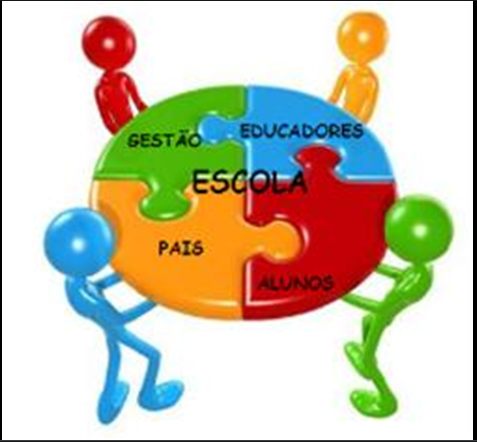 GESTÃO
EDUCADORES
ESCOLA
PAIS
ALUNOS